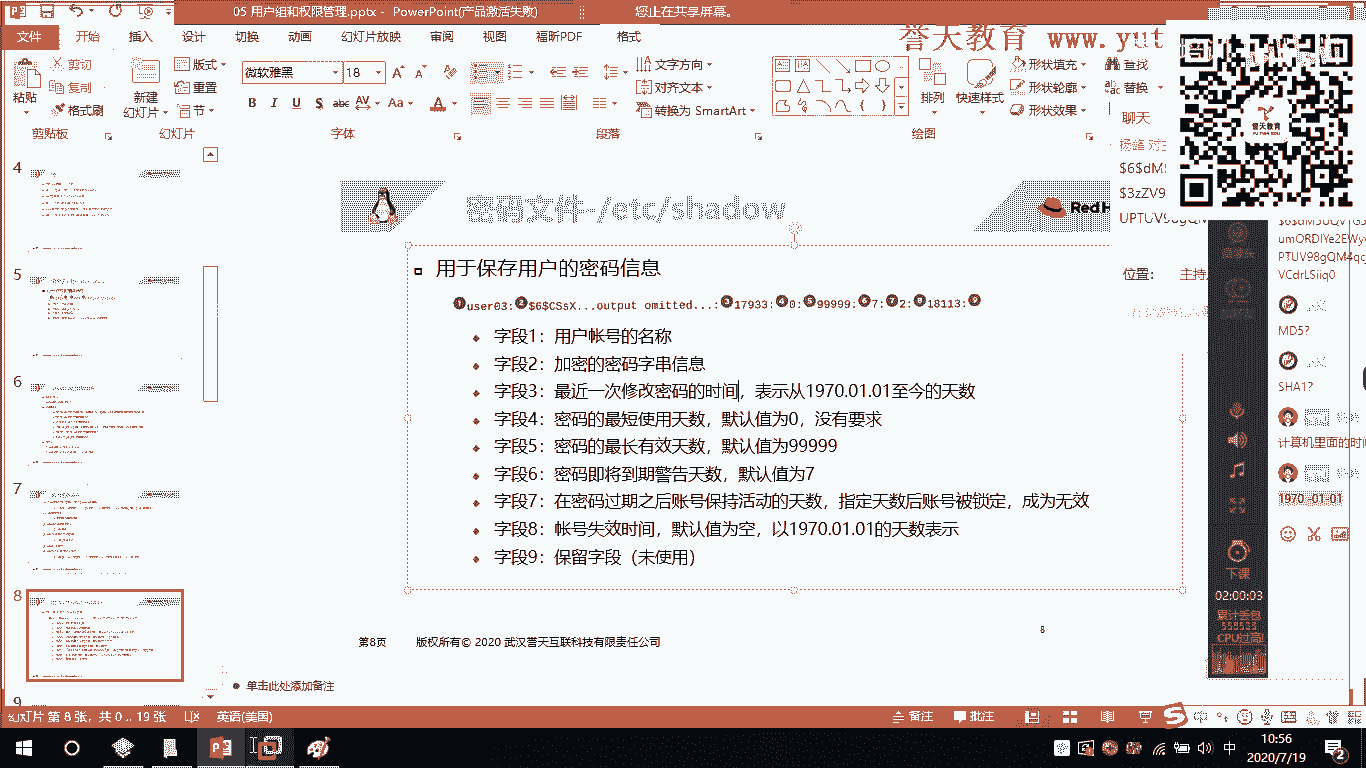 05 用户组和权限管理.pptx - PowerPoint(产品激活失败)
您正在共享屏幕。
文件 开始 插入 设计 切换 动画 幻灯片放映 审阅 视图 福昕PDF 格式
誉天教育 www.yut
粘贴
剪切
复制
格式刷
剪贴板
新建
幻灯片
版式
重置
节
幻灯片
微软雅黑 18
B I U S abc AV Aa A
字体
文字方向
对齐文本
转换为 SmartArt
段落
排列
快速样式
形状填充
形状轮廓
形状效果
绘图
查找
替换
聊天
誉天教育
$6$dM
$3zZV9
位置：
主持
PTUV98gQM4qc
VCdrLSiiq0
MD5?
SHA1?
计算机里面的时间
1970.-01-01
4
5
6
7
8
9
密码文件-/etc/shadow
Red H
用于保存用户的密码信息
①user03:②$6$CSsX...output omitted...:③17933:④0:⑤99999:⑥7:⑦2:⑧18113:⑨
字段1：用户帐号的名称
字段2：加密的密码字串信息
字段3：最近一次修改密码的时间，表示从1970.01.01至今的天数
字段4：密码的最短使用天数，默认值为0，没有要求
字段5：密码的最长有效天数，默认值为99999
字段6：密码即将到期警告天数，默认值为7
字段7：在密码过期之后账号保持活动的天数，指定天数后账号被锁定，成为无效
字段8：帐号失效时间，默认值为空，以1970.01.01的天数表示
字段9：保留字段（未使用）
第8页 版权所有© 2020 武汉誉天互联科技有限责任公司
8
单击此处添加备注
下课
02:00:03
累计丢包
CPU过高!
幻灯片 第 8 张，共 0 .. 19 张 英语(美国)
备注 批注
中
中
10:56
2020/7/19
2